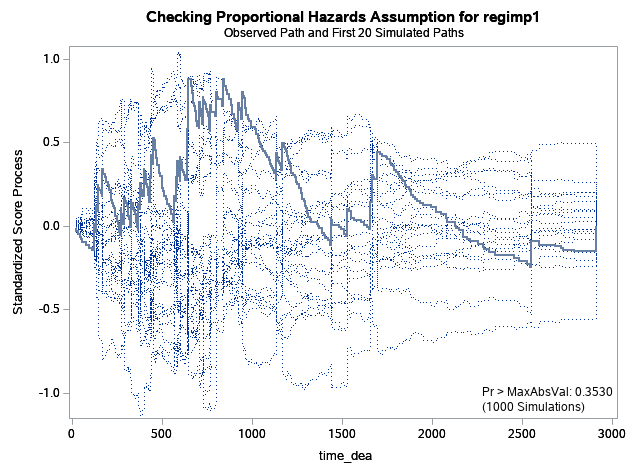 Checking Proportional Hazards Assumption for regimp1
Observed Path and First 20 Simulated Paths
Standardized Score Process
1.0
0.5
0.0
-0.5
-1.0
Pr > MaxAbsVal: 0.3530
(1000 Simulations)
0 500 1000 1500 2000 2500 3000
time_dea